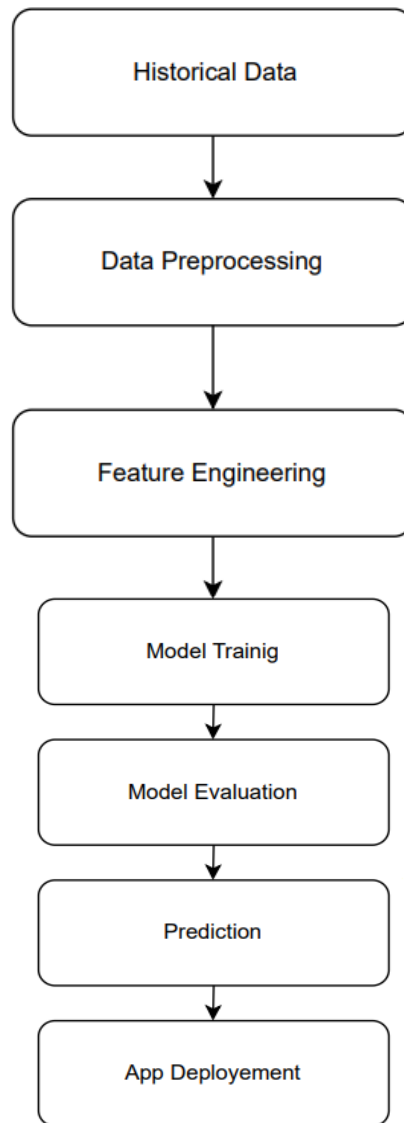 Historical Data
Data Preprocessing
Feature Engineering
Model Trainig
Model Evaluation
Prediction
App Deployement